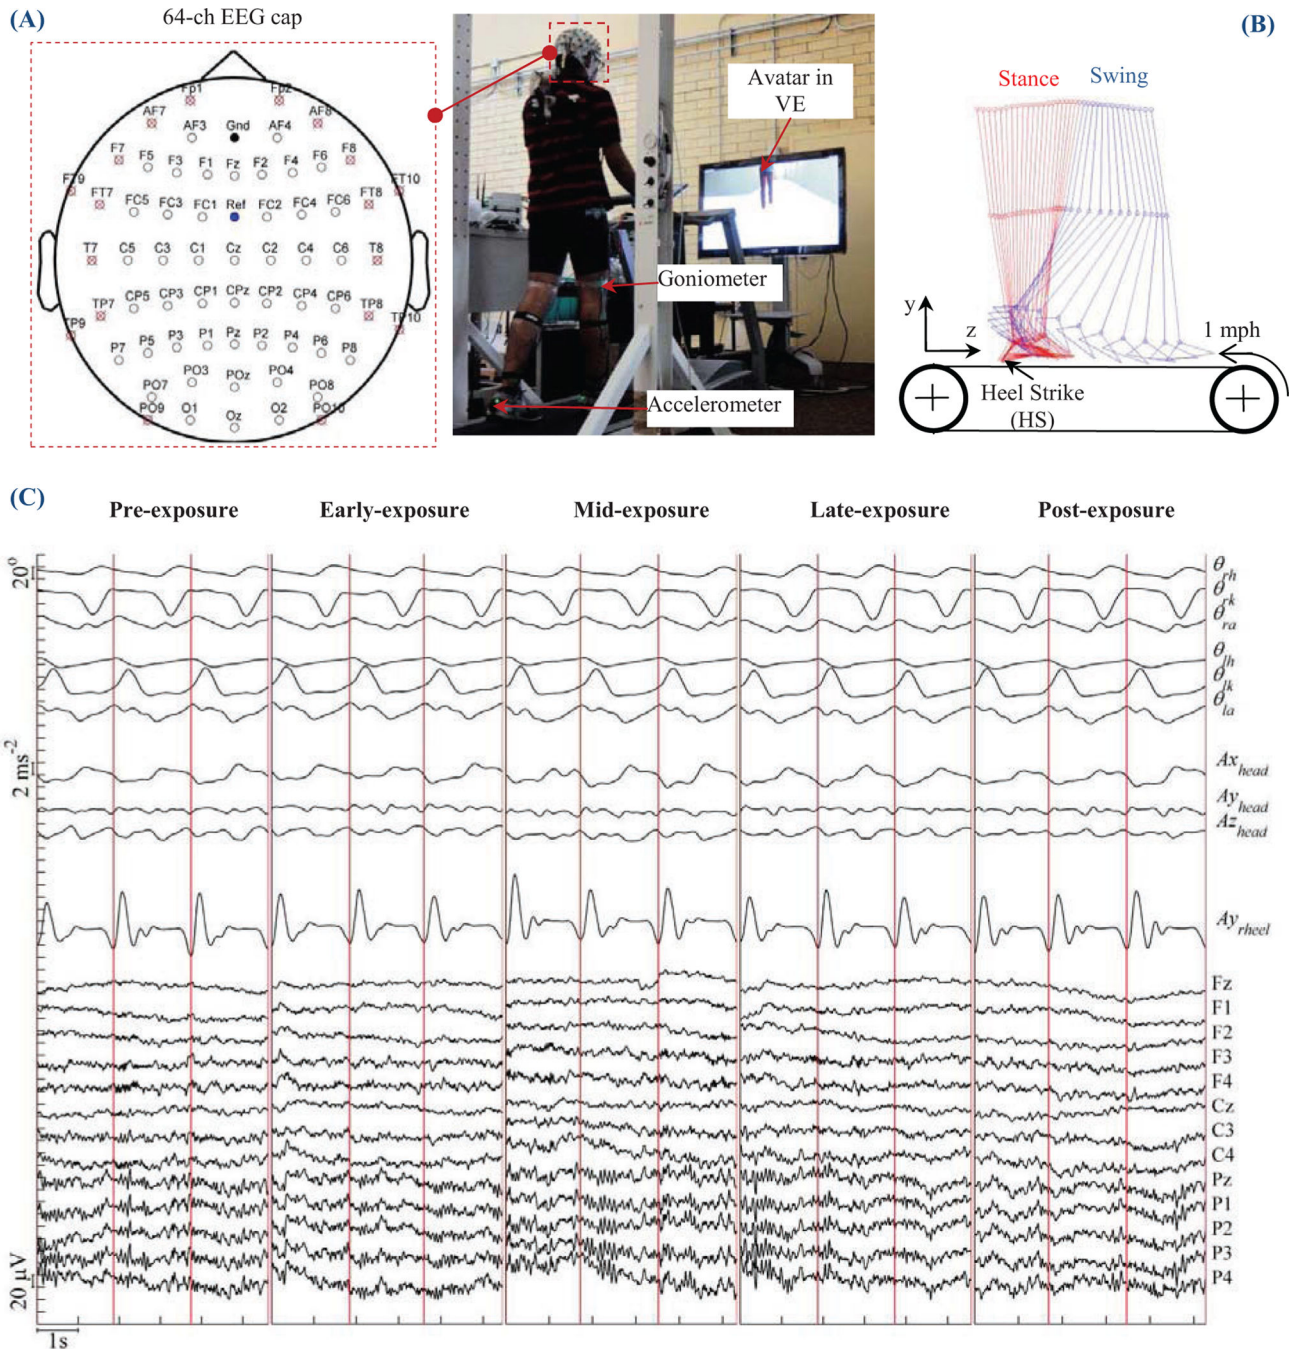 (A)
64-ch EEG cap
Fp1 Fp2
AF7 AF8
AF3 Gnd AF4
F7 F5 F3 F1 Fz F2 F4 F6 F8
FT9 FT7 FC5 FC3 FC1 Ref FC2 FC4 FC6 FT8 FT10
T7 C5 C3 C1 Cz C2 C4 C6 T8
TP9 TP7 CP5 CP3 CP1 CPz CP2 CP4 CP6 TP8 TP10
P7 P5 P3 P1 Pz P2 P4 P6 P8
PO7 PO3 POz PO4 PO8
PO9 O1 Oz O2 PO10
Avatar in
VE
Goniometer
Accelerometer
(B)
Stance Swing
y
z
1 mph
Heel Strike
(HS)
(C)
Pre-exposure Early-exposure Mid-exposure Late-exposure Post-exposure
20°
θrh
θrk
θra
θlh
θlk
θla
2 ms-2
Axhead
Ayhead
Azhead
Ayrheel
Fz
F1
F2
F3
F4
Cz
C3
C4
Pz
P1
P2
P3
P4
20 μV
1s